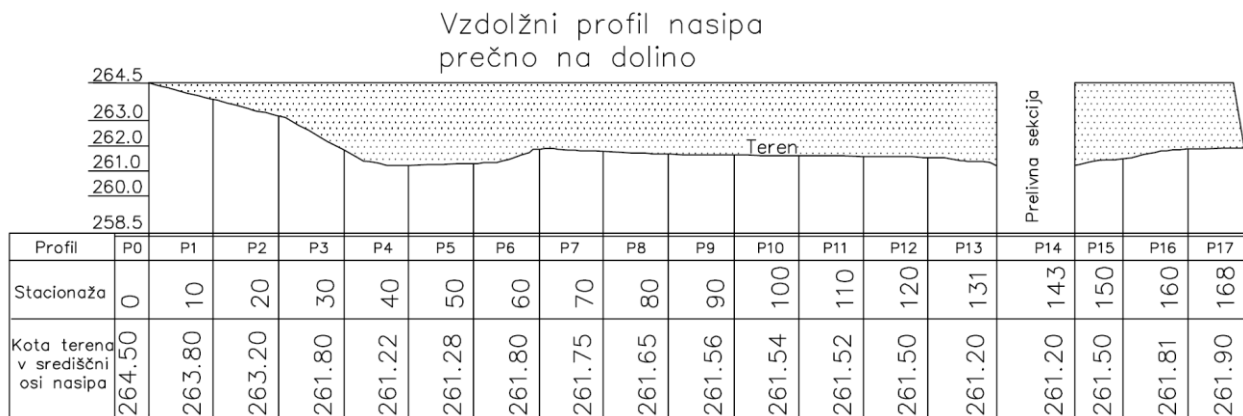 Vzdolžni profil nasipa
prečno na dolino
264.5
263.0
262.0
261.0
260.0
258.5
Teren
Prelivna sekcija
Profil P0 P1 P2 P3 P4 P5 P6 P7 P8 P9 P10 P11 P12 P13 P14 P15 P16 P17
Stacionaža 0 10 20 30 40 50 60 70 80 90 100 110 120 131 143 150 160 168
Kota terena
v središčni
osi nasipa
264.50 263.80 263.20 261.80 261.22 261.28 261.80 261.75 261.65 261.56 261.54 261.52 261.50 261.20 261.20 261.50 261.81 261.90